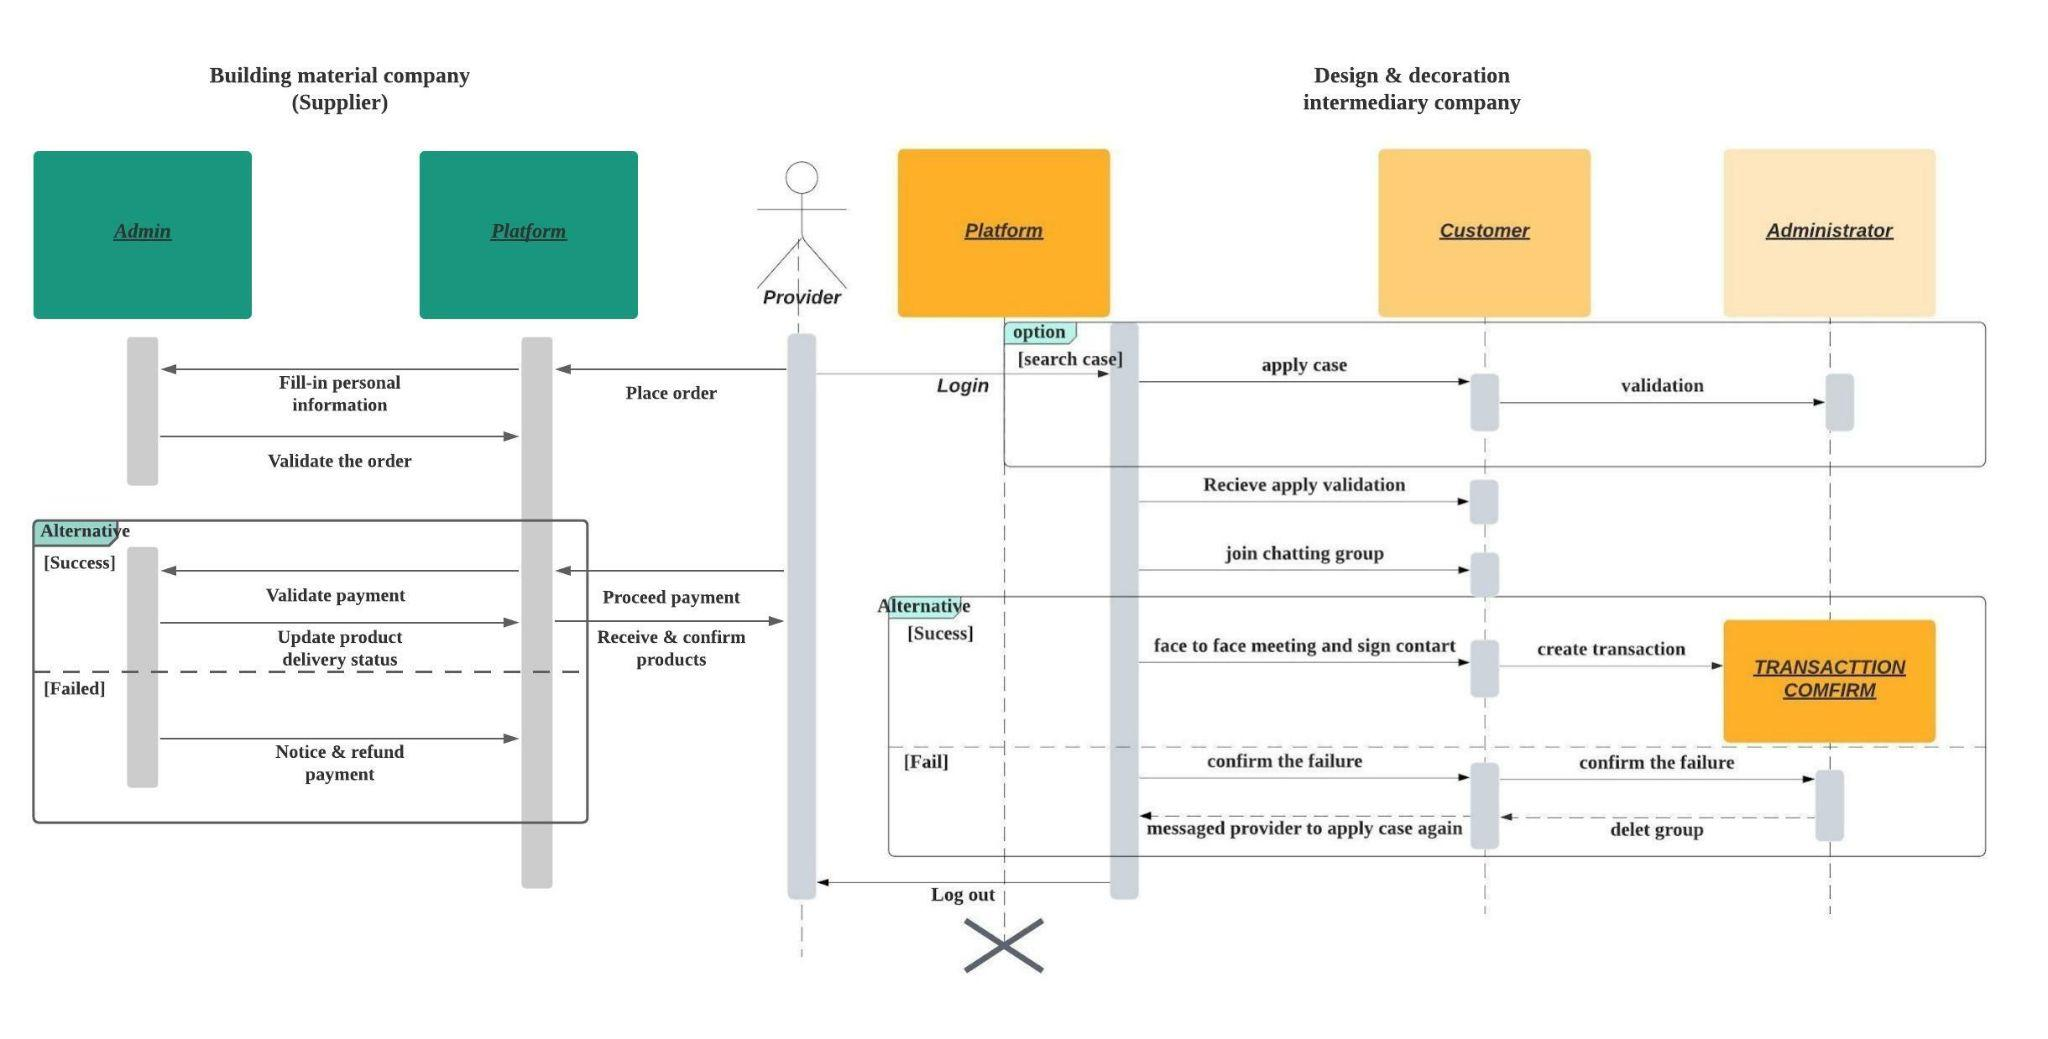 Building material company
(Supplier)
Design & decoration
intermediary company
Admin
Platform
Provider
Platform
Customer
Administrator
option
[search case]
Fill-in personal
information
Place order
Login
apply case
validation
Validate the order
Recieve apply validation
Alternative
[Success]
join chatting group
Validate payment
Proceed payment
Alternative
[Sucess]
Update product
delivery status
Receive & confirm
products
face to face meeting and sign contart
create transaction
TRANSACTTION
COMFIRM
[Failed]
Notice & refund
payment
[Fail]
confirm the failure
confirm the failure
messaged provider to apply case again
delet group
Log out